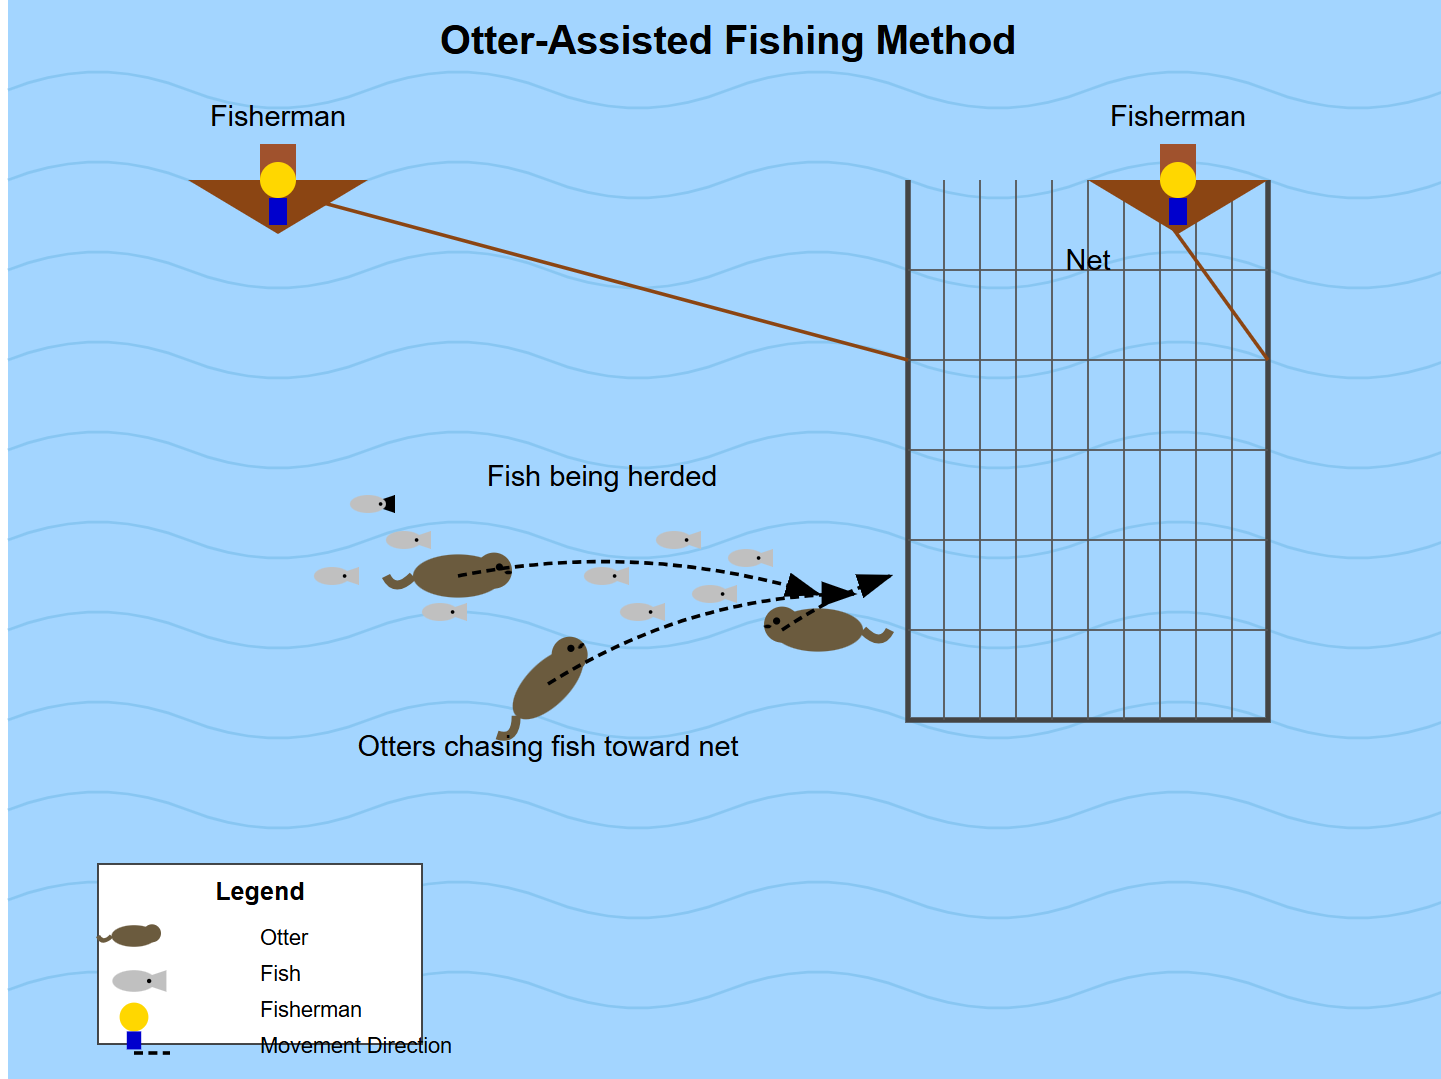 Otter-Assisted Fishing Method
Fisherman
Fisherman
Net
Fish being herded
Otters chasing fish toward net
Legend
Otter
Fish
Fisherman
Movement Direction